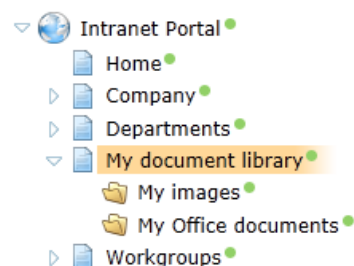 Intranet Portal
Home
Company
Departments
My document library
My images
My Office documents
Workgroups